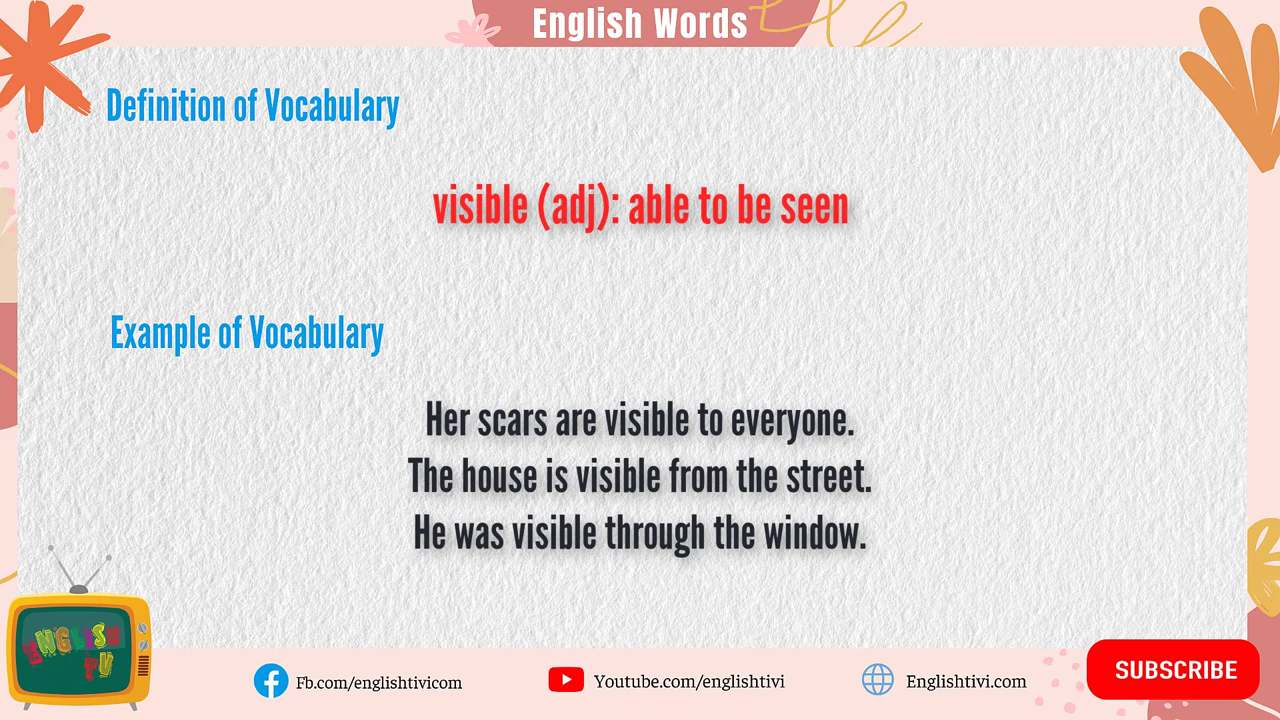 English Words
Definition of Vocabulary
visible (adj): able to be seen
Example of Vocabulary
Her scars are visible to everyone.
The house is visible from the street.
He was visible through the window.
ENGLISH
TV
Fb.com/englishtivicom
Youtube.com/englishtivi
Englishtivi.com
SUBSCRIBE